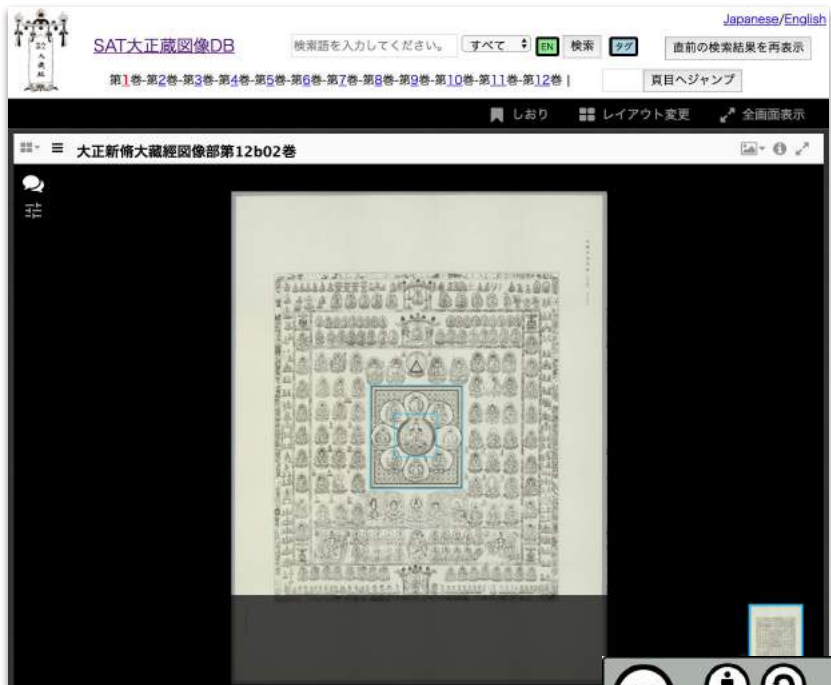 Japanese/English
SAT大正蔵図像DB
検索語を入力してください。
すべて
EN
検索
タグ
直前の検索結果を再表示
第1巻-第2巻-第3巻-第4巻-第5巻-第6巻-第7巻-第8巻-第9巻-第10巻-第11巻-第12巻 |
頁目へジャンプ
しおり
レイアウト変更
全画面表示
大正新脩大藏經図像部第12b02巻